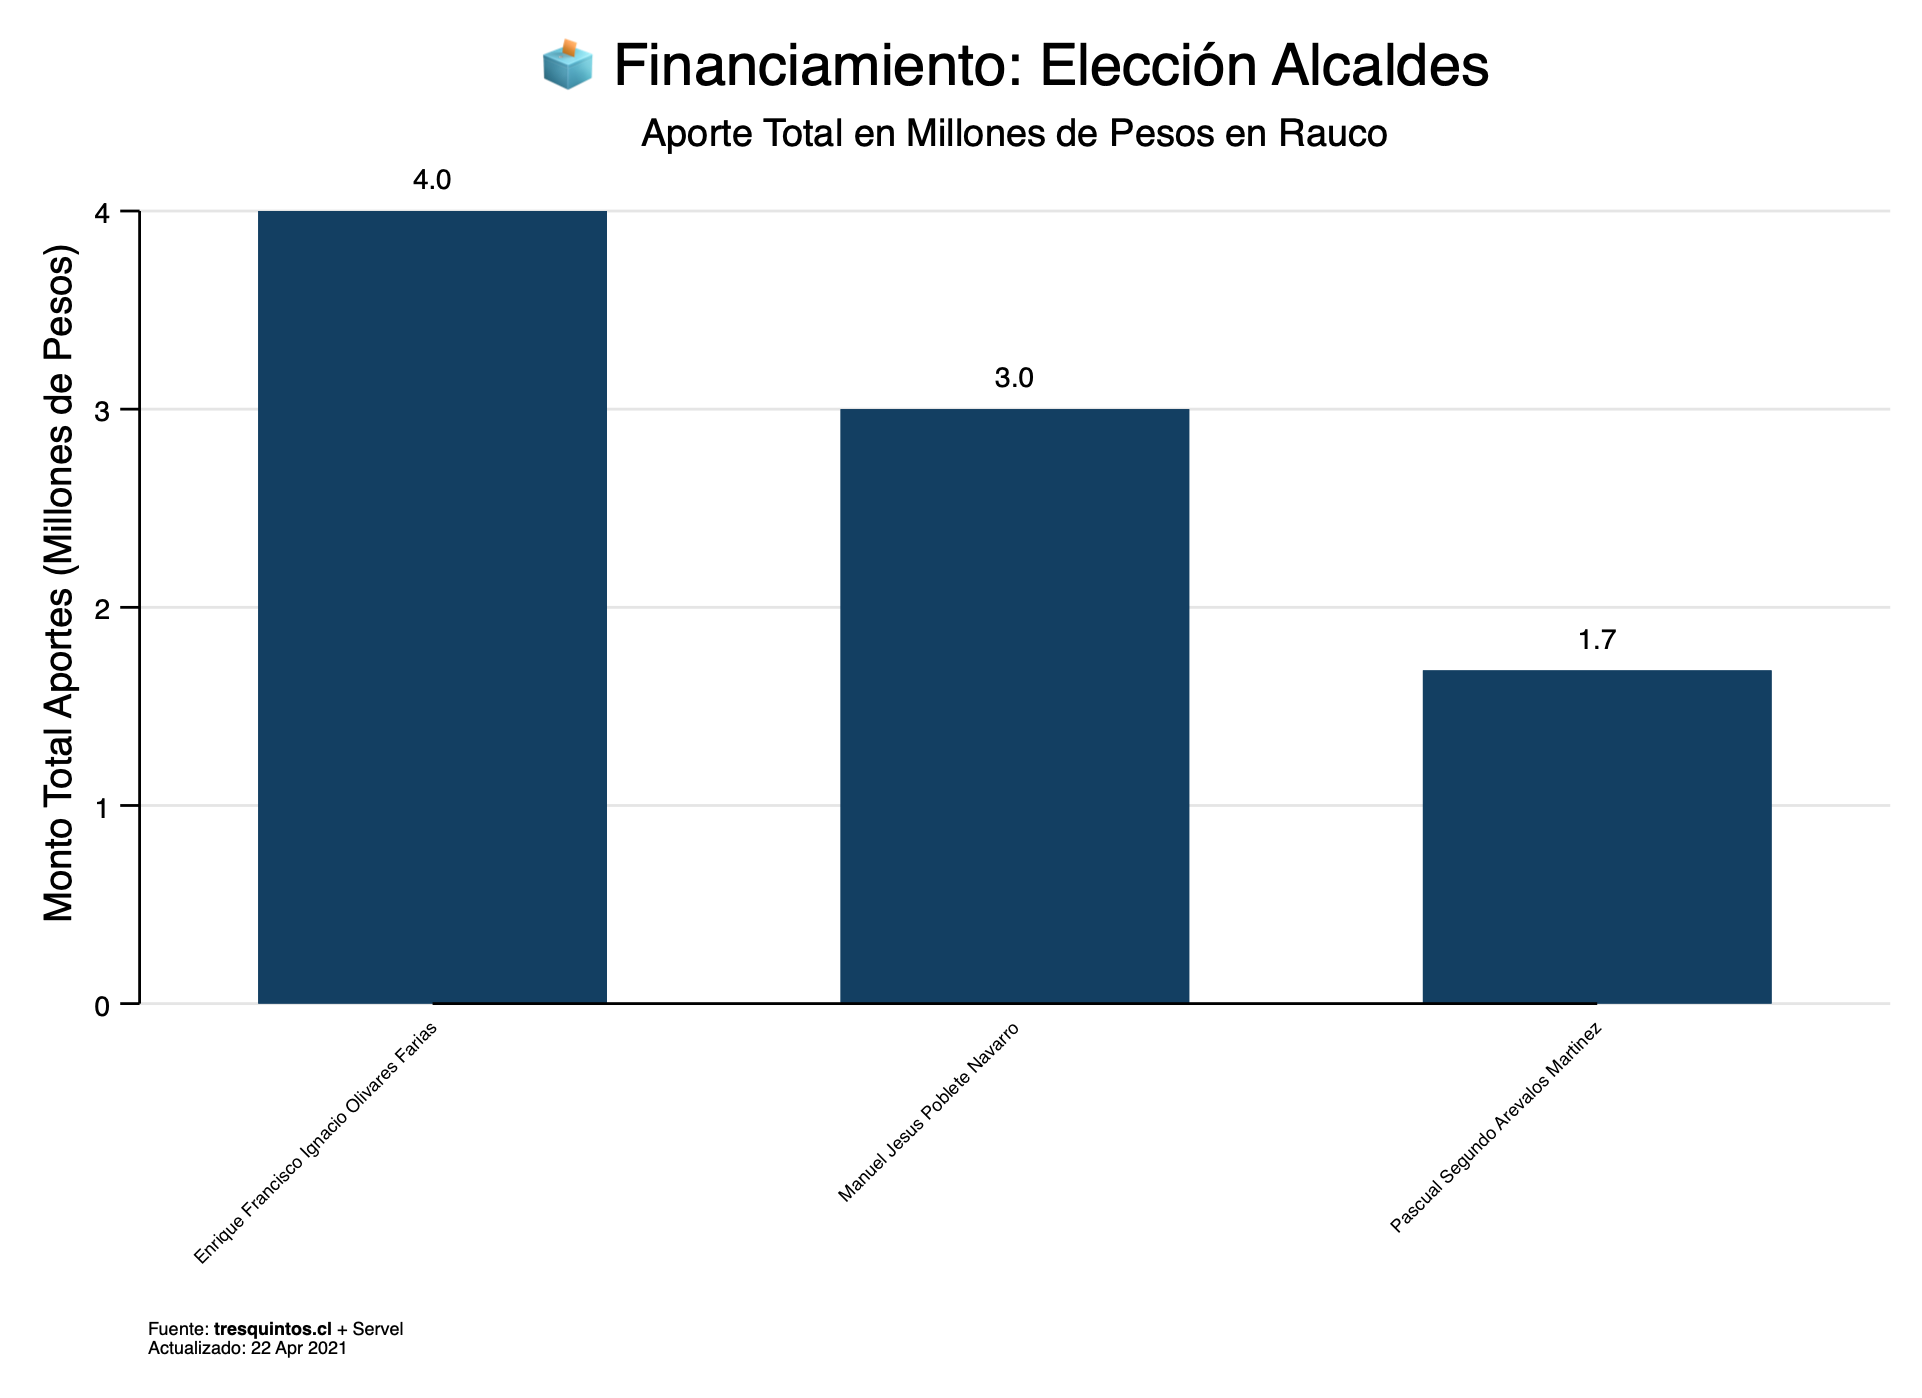 Financiamiento: Elección Alcaldes
Aporte Total en Millones de Pesos en Rauco
Monto Total Aportes (Millones de Pesos)
4
3
2
1
0
4.0
3.0
1.7
Enrique Francisco Ignacio Olivares Farias
Manuel Jesus Poblete Navarro
Pascual Segundo Arevalos Martinez
Fuente: tresquintos.cl + Servel
Actualizado: 22 Apr 2021